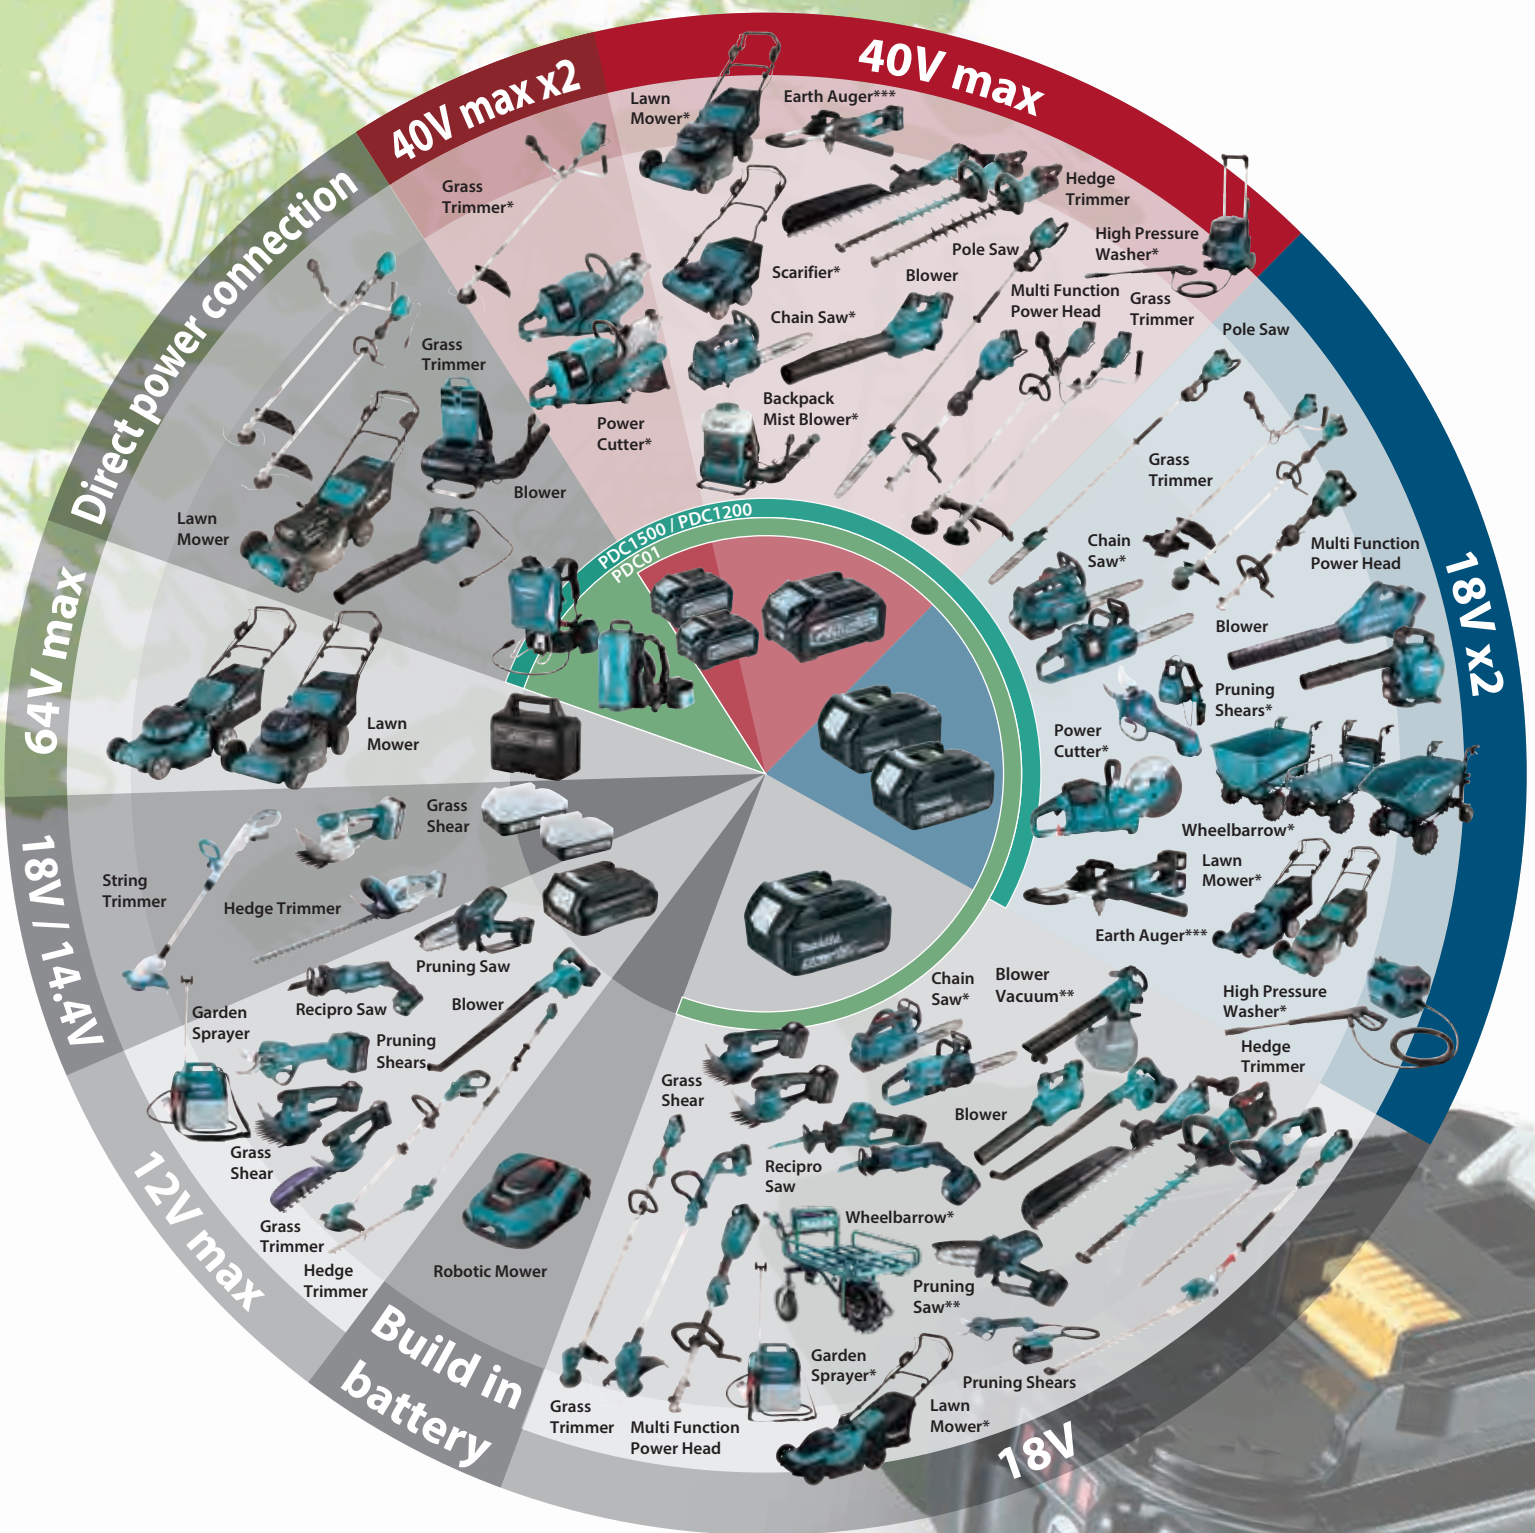 40V max x2
40V max
Direct power connection
64V max
18V / 14.4V
12V max
Build in
battery
18V
18V x2
PDC1500 / PDC1200
PDC01
Grass
Trimmer*
Power
Cutter*
Lawn
Mower*
Earth Auger***
Hedge
Trimmer
High Pressure
Washer*
Scarifier*
Pole Saw
Blower
Multi Function
Power Head
Grass
Trimmer
Chain Saw*
Backpack
Mist Blower*
Pole Saw
Grass
Trimmer
Chain
Saw*
Multi Function
Power Head
Blower
Pruning
Shears*
Power
Cutter*
Wheelbarrow*
Lawn
Mower*
Earth Auger***
High Pressure
Washer*
Hedge
Trimmer
Chain
Saw*
Blower
Vacuum**
Grass
Shear
Blower
Recipro
Saw
Wheelbarrow*
Pruning
Saw**
Garden
Sprayer*
Pruning Shears
Lawn
Mower*
Grass
Trimmer
Multi Function
Power Head
Robotic Mower
Pruning Saw
Recipro Saw
Blower
Garden
Sprayer
Pruning
Shears
Grass
Shear
Grass
Trimmer
Hedge
Trimmer
Grass
Shear
String
Trimmer
Hedge Trimmer
Lawn
Mower
Grass
Trimmer
Blower
Lawn
Mower